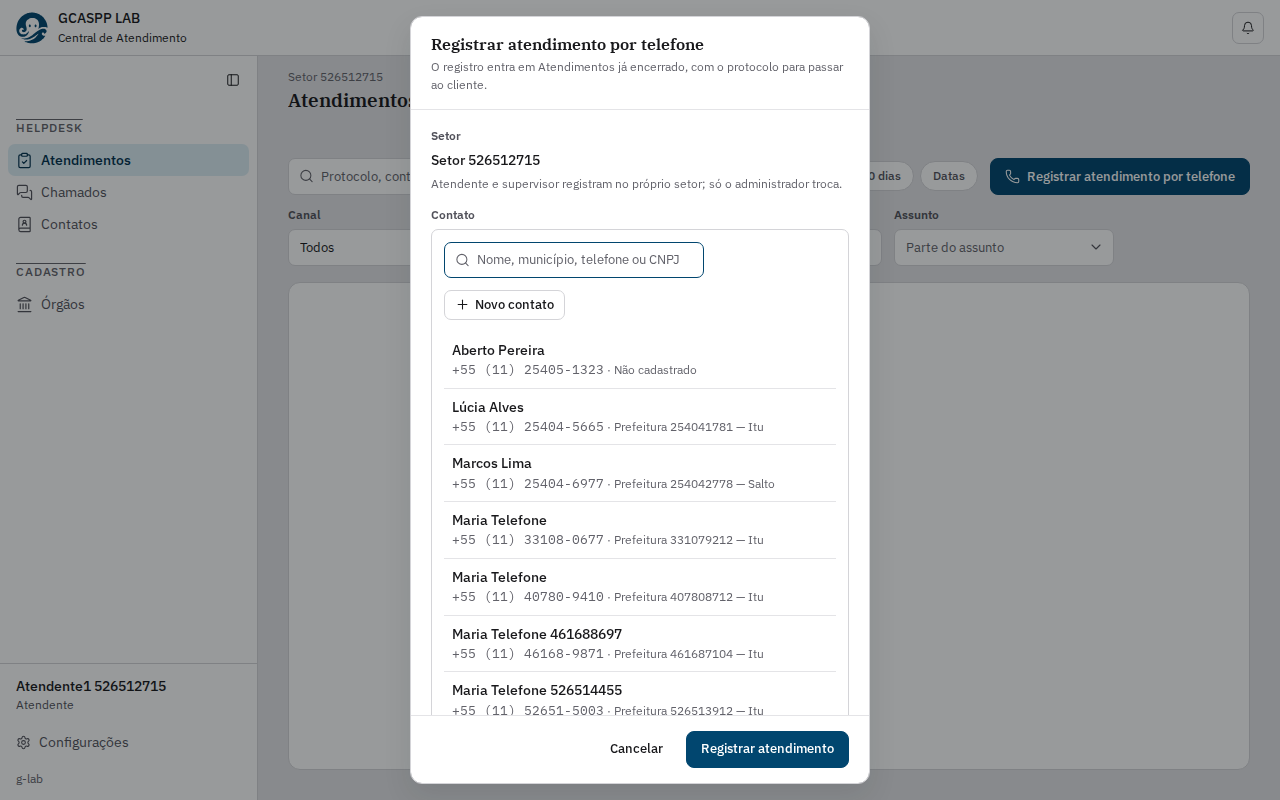 GCASPP LAB
Central de Atendimento
HELPDESK
Atendimentos
Chamados
Contatos
CADASTRO
Órgãos
Atendente1 526512715
Atendente
Configurações
g-lab
Setor 526512715
Atendimentos
Protocolo, cont
0 dias
Datas
Registrar atendimento por telefone
Canal
Todos
Assunto
Parte do assunto
Registrar atendimento por telefone
O registro entra em Atendimentos já encerrado, com o protocolo para passar
ao cliente.
Setor
Setor 526512715
Atendente e supervisor registram no próprio setor; só o administrador troca.
Contato
Nome, município, telefone ou CNPJ
Novo contato
Aberto Pereira
+55 (11) 25405-1323 · Não cadastrado
Lúcia Alves
+55 (11) 25404-5665 · Prefeitura 254041781 — Itu
Marcos Lima
+55 (11) 25404-6977 · Prefeitura 254042778 — Salto
Maria Telefone
+55 (11) 33108-0677 · Prefeitura 331079212 — Itu
Maria Telefone
+55 (11) 40780-9410 · Prefeitura 407808712 — Itu
Maria Telefone 461688697
+55 (11) 46168-9871 · Prefeitura 461687104 — Itu
Maria Telefone 526514455
+55 (11) 52651-5003 · Prefeitura 526513912 — Itu
Cancelar
Registrar atendimento